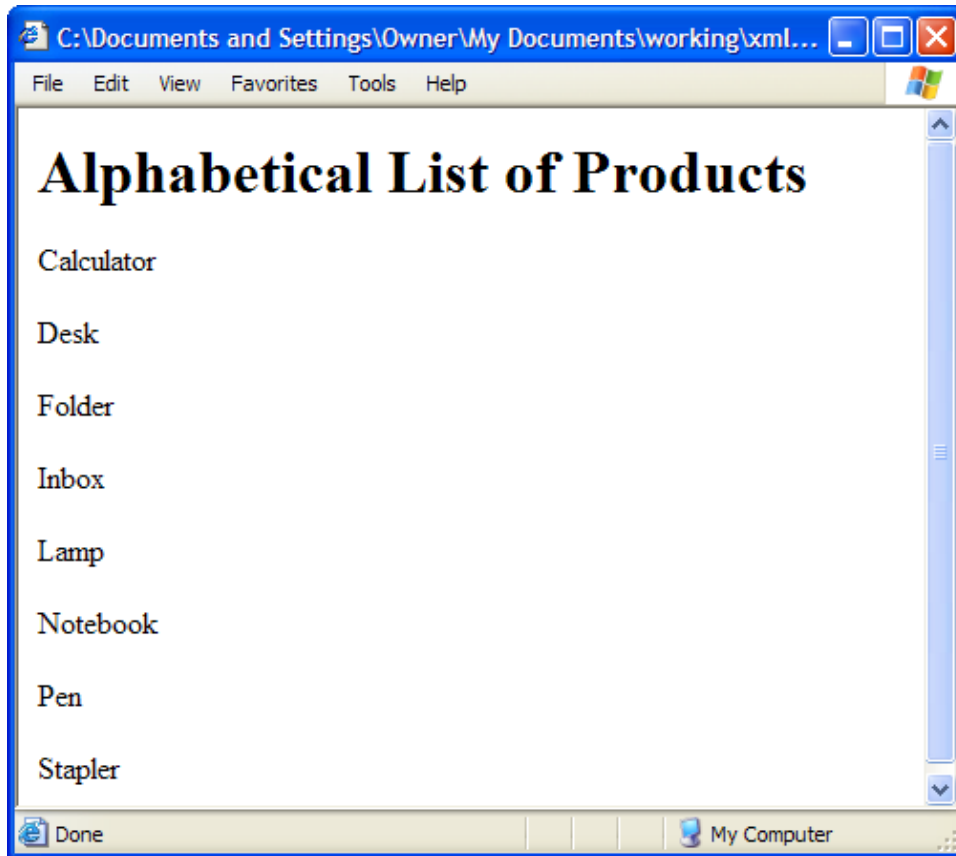 C:\Documents and Settings\Owner\My Documents\working\xml...
File Edit View Favorites Tools Help
Alphabetical List of Products
Calculator
Desk
Folder
Inbox
Lamp
Notebook
Pen
Stapler
Done My Computer